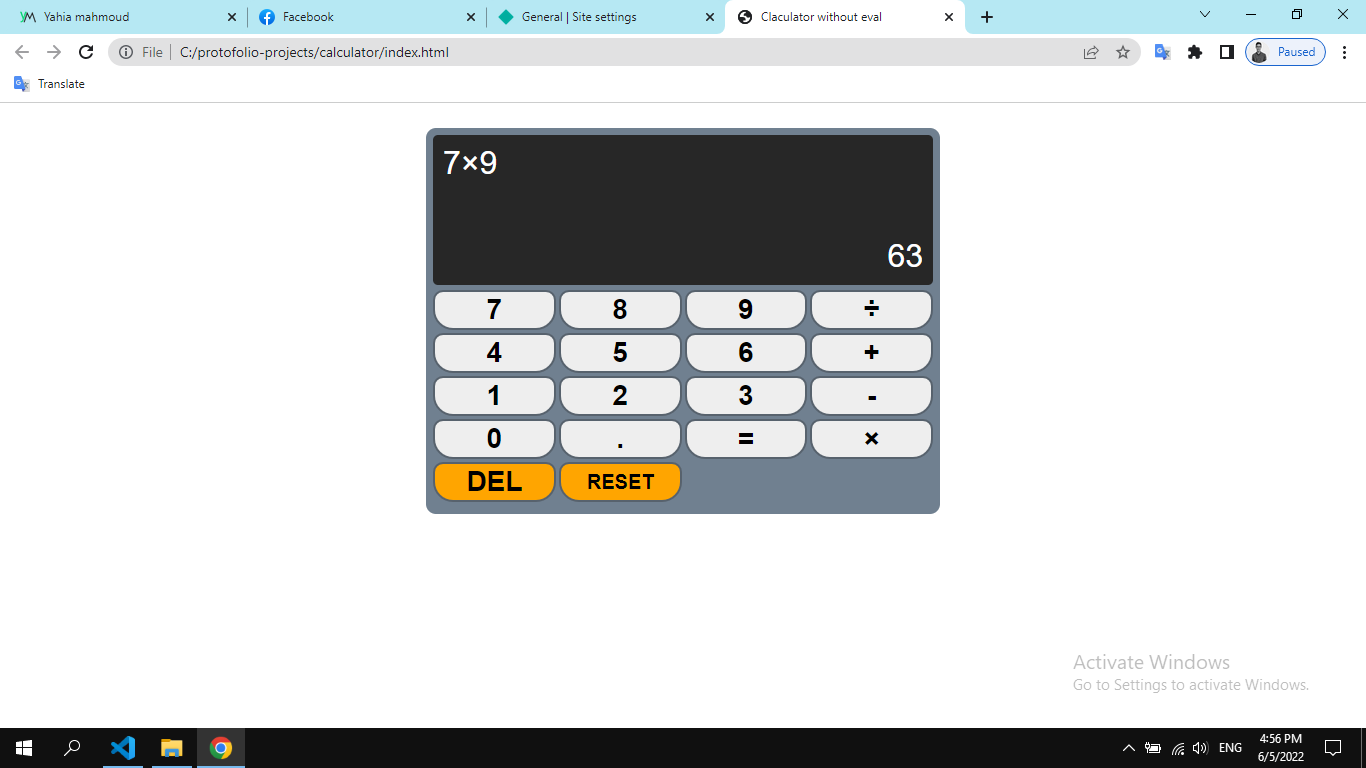 Yahia mahmoud
Facebook
General | Site settings
Claculator without eval
File
C:/protofolio-projects/calculator/index.html
Paused
Translate
7×9
63
7 8 9 ÷
4 5 6 +
1 2 3 -
0 . = ×
DEL RESET
Activate Windows
Go to Settings to activate Windows.
ENG
4:56 PM
6/5/2022